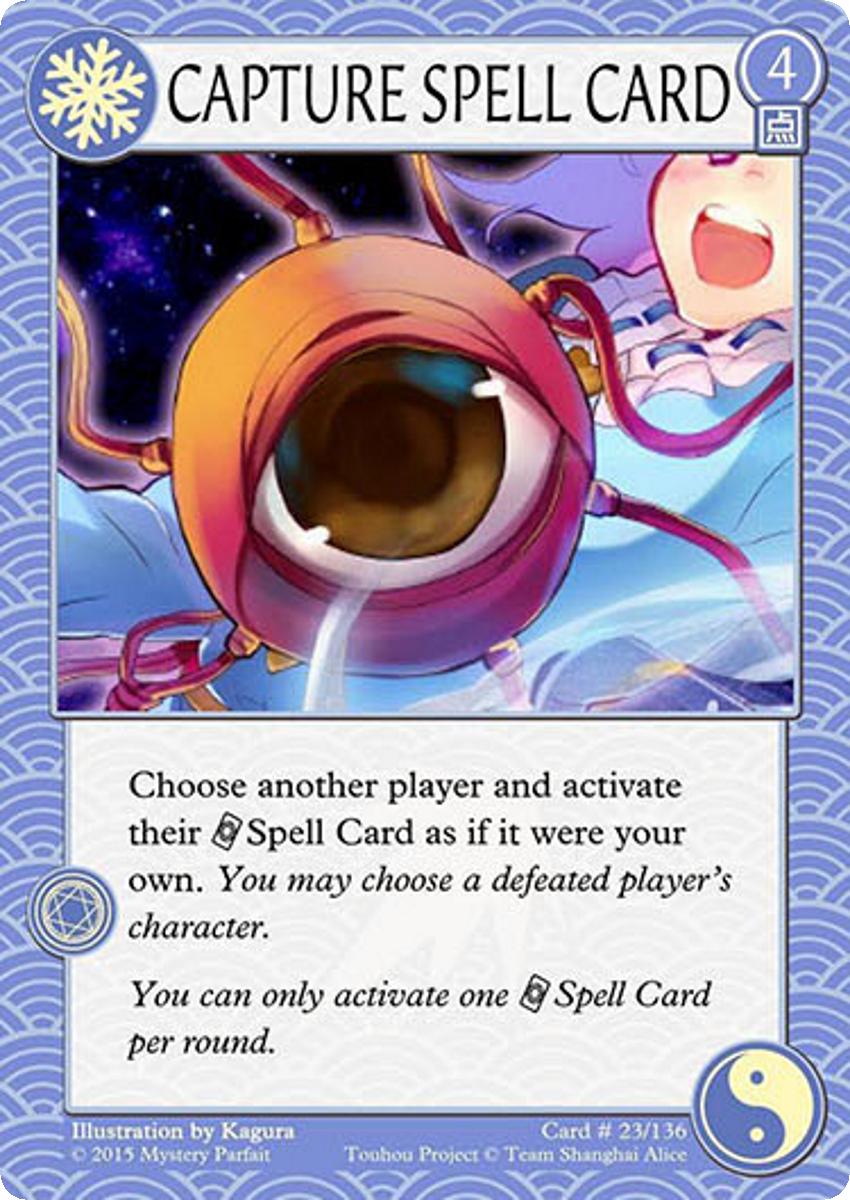 CAPTURE SPELL CARD
4
点
Choose another player and activate
their Spell Card as if it were your
own. You may choose a defeated player's
character.
You can only activate one Spell Card
per round.
Illustration by Kagura
Card # 23/136
© 2015 Mystery Parfait
Touhou Project © Team Shanghai Alice